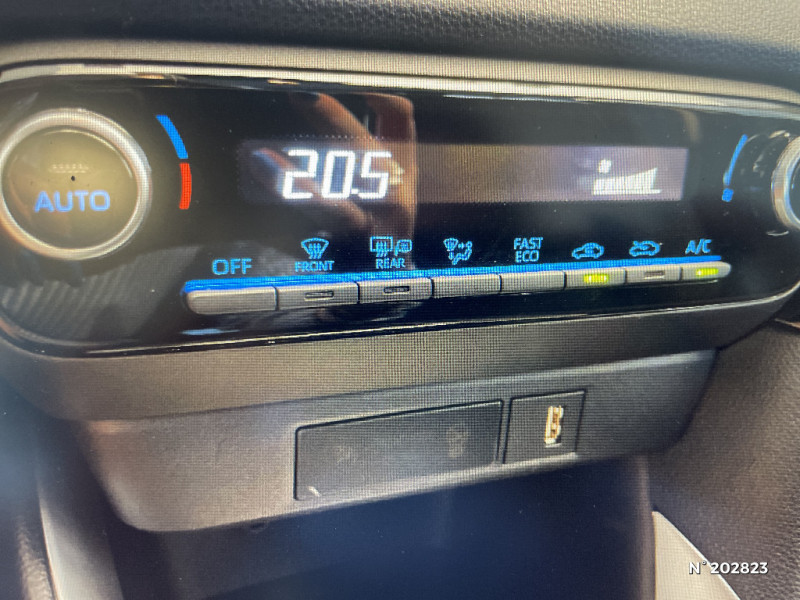 AUTO
20.5
OFF
FRONT
REAR
FAST
ECO
A/C
N°202823